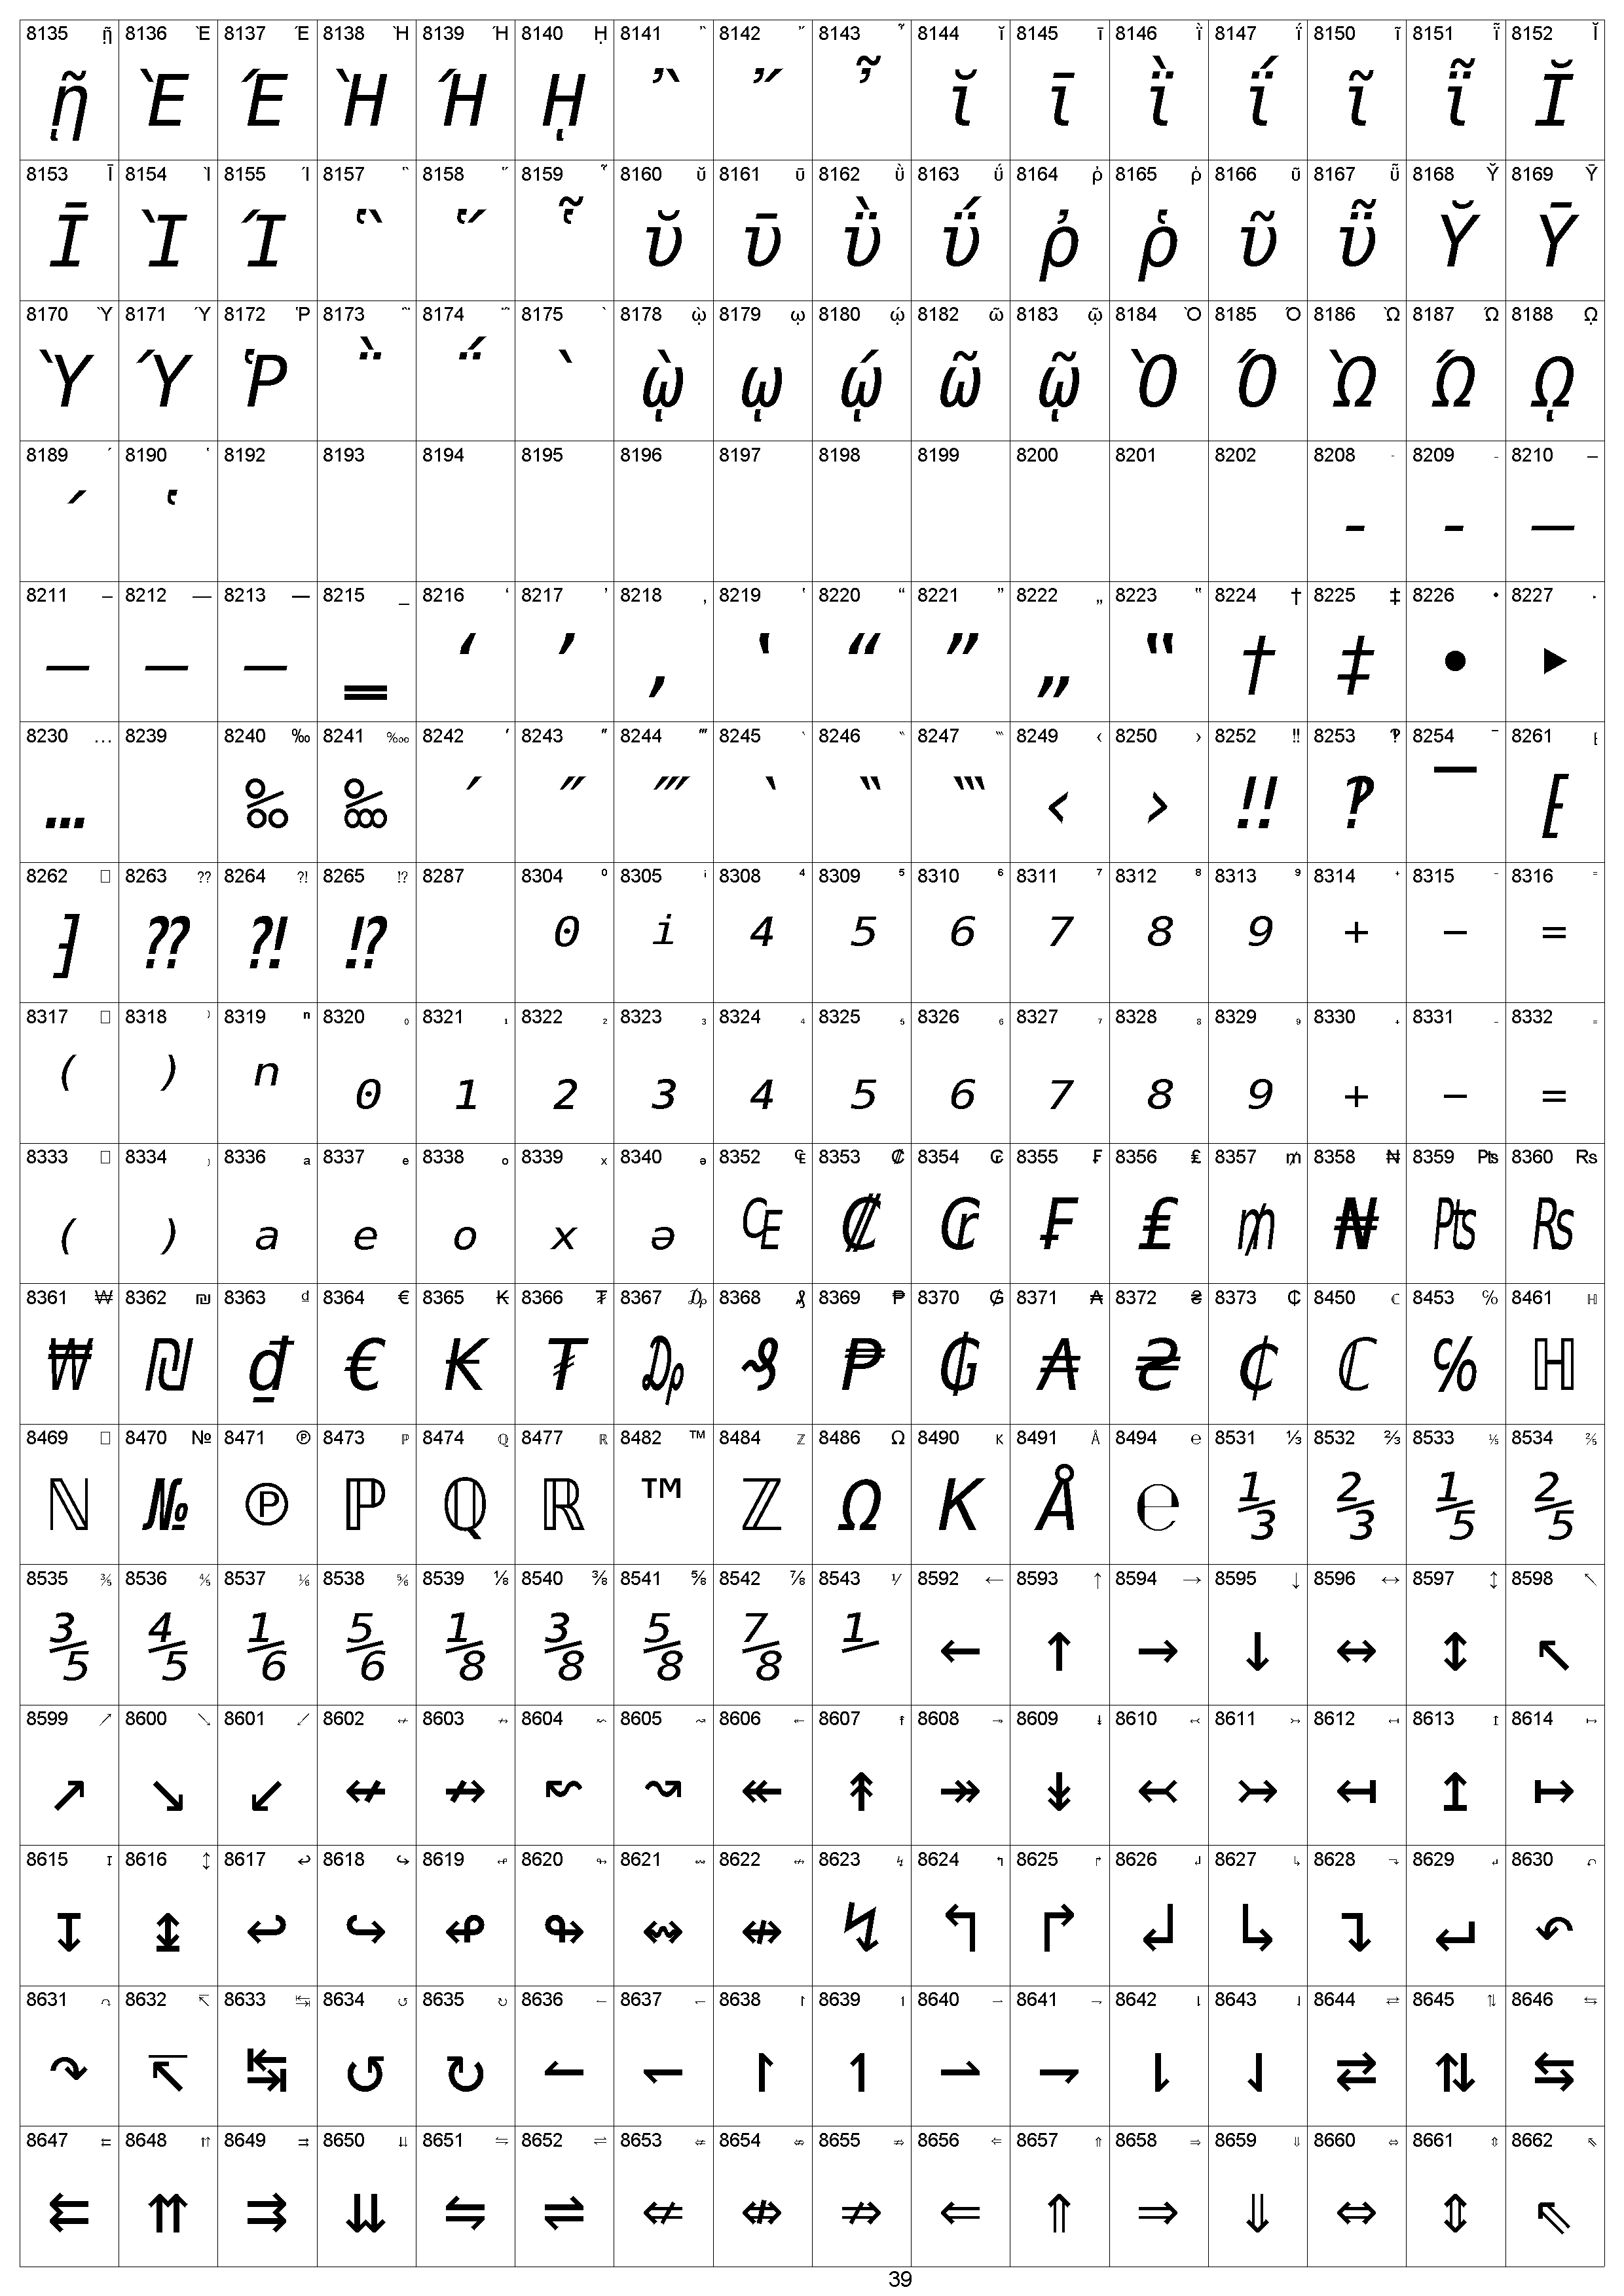 8135 ῇ 8136 Ὲ 8137 Έ 8138 Ὴ 8139 Ή 8140 ῌ 8141 ῍ 8142 ῎ 8143 ῏ 8144 ῐ 8145 ῑ 8146 ῒ 8147 ΐ 8150 ῖ 8151 ῗ 8152 Ῐ
ῇ Ὲ Έ Ὴ Ή ῌ ῍ ῎ ῏ ῐ ῑ ῒ ΐ ῖ ῗ Ῐ
8153 Ῑ 8154 Ὶ 8155 Ί 8157 ῝ 8158 ῞ 8159 ῟ 8160 ῠ 8161 ῡ 8162 ῢ 8163 ΰ 8164 ῤ 8165 ῥ 8166 ῦ 8167 ῧ 8168 Ῠ 8169 Ῡ
Ῑ Ὶ Ί ῝ ῞ ῟ ῠ ῡ ῢ ΰ ῤ ῥ ῦ ῧ Ῠ Ῡ
8170 Ὺ 8171 Ύ 8172 Ῥ 8173 ῭ 8174 ΅ 8175 ` 8178 ῲ 8179 ῳ 8180 ῴ 8182 ῶ 8183 ῷ 8184 Ὸ 8185 Ό 8186 Ὼ 8187 Ώ 8188 ῼ
Ὺ Ύ Ῥ ῭ ΅ ` ῲ ῳ ῴ ῶ ῷ Ὸ Ό Ὼ Ώ ῼ
8189 ´ 8190 ῾ 8192 8193 8194 8195 8196 8197 8198 8199 8200 8201 8202 8208 ‐ 8209 ‑ 8210 ‒
´ ῾ ‐ ‑ ‒
8211 – 8212 — 8213 ― 8215 ‗ 8216 ‘ 8217 ’ 8218 ‚ 8219 ‛ 8220 “ 8221 ” 8222 „ 8223 ‟ 8224 † 8225 ‡ 8226 • 8227 ‣
– — ― ‗ ‘ ’ ‚ ‛ “ ” „ ‟ † ‡ • ‣
8230 … 8239 8240 ‰ 8241 ‱ 8242 ′ 8243 ″ 8244 ‴ 8245 ‵ 8246 ‶ 8247 ‷ 8249 ‹ 8250 › 8252 ‼ 8253 ‽ 8254 ‾ 8261 ⁅
… ‰ ‱ ′ ″ ‴ ‵ ‶ ‷ ‹ › ‼ ‽ ‾ ⁅
8262 □ 8263 ⁇ 8264 ⁈ 8265 ⁉ 8287 8304 ⁰ 8305 ⁱ 8308 ⁴ 8309 ⁵ 8310 ⁶ 8311 ⁷ 8312 ⁸ 8313 ⁹ 8314 ⁺ 8315 ⁻ 8316 ⁼
⁆ ⁇ ⁈ ⁉ ⁰ ⁱ ⁴ ⁵ ⁶ ⁷ ⁸ ⁹ ⁺ ⁻ ⁼
8317 □ 8318 ⁾ 8319 ⁿ 8320 ₀ 8321 ₁ 8322 ₂ 8323 ₃ 8324 ₄ 8325 ₅ 8326 ₆ 8327 ₇ 8328 ₈ 8329 ₉ 8330 ₊ 8331 ₋ 8332 ₌
⁽ ⁾ ⁿ ₀ ₁ ₂ ₃ ₄ ₅ ₆ ₇ ₈ ₉ ₊ ₋ ₌
8333 □ 8334 ₎ 8336 ₐ 8337 ₑ 8338 ₒ 8339 ₓ 8340 ₔ 8352 ₠ 8353 ₡ 8354 ₢ 8355 ₣ 8356 ₤ 8357 ₥ 8358 ₦ 8359 ₧ 8360 ₨
₍ ₎ ₐ ₑ ₒ ₓ ₔ ₠ ₡ ₢ ₣ ₤ ₥ ₦ ₧ ₨
8361 ₩ 8362 ₪ 8363 ₫ 8364 € 8365 ₭ 8366 ₮ 8367 ₯ 8368 ₰ 8369 ₱ 8370 ₲ 8371 ₳ 8372 ₴ 8373 ₵ 8450 ℂ 8453 ℅ 8461 ℍ
₩ ₪ ₫ € ₭ ₮ ₯ ₰ ₱ ₲ ₳ ₴ ₵ ℂ ℅ ℍ
8469 □ 8470 № 8471 ℗ 8473 ℙ 8474 ℚ 8477 ℝ 8482 ™ 8484 ℤ 8486 Ω 8490 K 8491 Å 8494 ℮ 8531 ⅓ 8532 ⅔ 8533 ⅕ 8534 ⅖
ℕ № ℗ ℙ ℚ ℝ ™ ℤ Ω K Å ℮ ⅓ ⅔ ⅕ ⅖
8535 ⅗ 8536 ⅘ 8537 ⅙ 8538 ⅚ 8539 ⅛ 8540 ⅜ 8541 ⅝ 8542 ⅞ 8543 ⅟ 8592 ← 8593 ↑ 8594 → 8595 ↓ 8596 ↔ 8597 ↕ 8598 ↖
⅗ ⅘ ⅙ ⅚ ⅛ ⅜ ⅝ ⅞ ⅟ ← ↑ → ↓ ↔ ↕ ↖
8599 ↗ 8600 ↘ 8601 ↙ 8602 ↚ 8603 ↛ 8604 ↜ 8605 ↝ 8606 ↞ 8607 ↟ 8608 ↠ 8609 ↡ 8610 ↢ 8611 ↣ 8612 ↤ 8613 ↥ 8614 ↦
↗ ↘ ↙ ↚ ↛ ↜ ↝ ↞ ↟ ↠ ↡ ↢ ↣ ↤ ↥ ↦
8615 ↧ 8616 ↨ 8617 ↩ 8618 ↪ 8619 ↫ 8620 ↬ 8621 ↭ 8622 ↮ 8623 ↯ 8624 ↰ 8625 ↱ 8626 ↲ 8627 ↳ 8628 ↴ 8629 ↵ 8630 ↶
↧ ↨ ↩ ↪ ↫ ↬ ↭ ↮ ↯ ↰ ↱ ↲ ↳ ↴ ↵ ↶
8631 ↷ 8632 ↸ 8633 ↹ 8634 ↺ 8635 ↻ 8636 ↼ 8637 ↽ 8638 ↾ 8639 ↿ 8640 ⇀ 8641 ⇁ 8642 ⇂ 8643 ⇃ 8644 ⇄ 8645 ⇅ 8646 ⇆
↷ ↸ ↹ ↺ ↻ ↼ ↽ ↾ ↿ ⇀ ⇁ ⇂ ⇃ ⇄ ⇅ ⇆
8647 ⇇ 8648 ⇈ 8649 ⇉ 8650 ⇊ 8651 ⇋ 8652 ⇌ 8653 ⇍ 8654 ⇎ 8655 ⇏ 8656 ⇐ 8657 ⇑ 8658 ⇒ 8659 ⇓ 8660 ⇔ 8661 ⇕ 8662 ⇖
⇇ ⇈ ⇉ ⇊ ⇋ ⇌ ⇍ ⇎ ⇏ ⇐ ⇑ ⇒ ⇓ ⇔ ⇕ ⇖
39